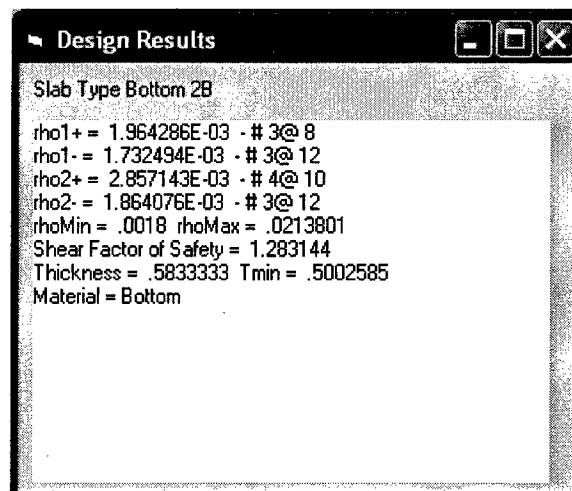 Design Results
Slab Type Bottom 2B
rho1+ = 1.964286E-03 - # 3@ 8
rho1- = 1.732494E-03 - # 3@ 12
rho2+ = 2.857143E-03 - # 4@ 10
rho2- = 1.864076E-03 - # 3@ 12
rhoMin = .0018 rhoMax = .0213801
Shear Factor of Safety = 1.283144
Thickness = .5833333 Tmin = .5002585
Material = Bottom